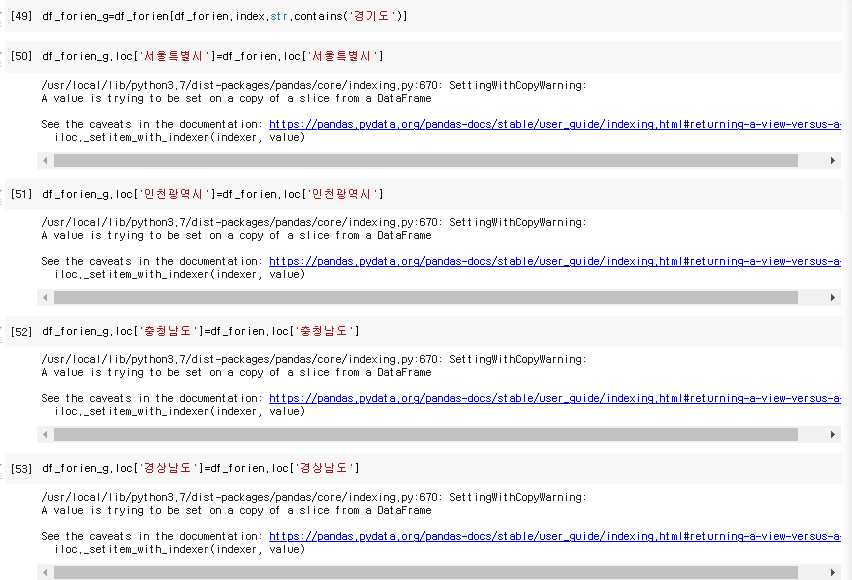 [49] df_forien_g=df_forien[df_forien.index.str.contains('경기도')]
[50] df_forien_g.loc['서울특별시']=df_forien.loc['서울특별시']
/usr/local/lib/python3.7/dist-packages/pandas/core/indexing.py:670: SettingWithCopyWarning:
A value is trying to be set on a copy of a slice from a DataFrame
See the caveats in the documentation: https://pandas.pydata.org/pandas-docs/stable/user_guide/indexing.html#returning-a-view-versus-a-
iloc._setitem_with_indexer(indexer, value)
[51] df_forien_g.loc['인천광역시']=df_forien.loc['인천광역시']
/usr/local/lib/python3.7/dist-packages/pandas/core/indexing.py:670: SettingWithCopyWarning:
A value is trying to be set on a copy of a slice from a DataFrame
See the caveats in the documentation: https://pandas.pydata.org/pandas-docs/stable/user_guide/indexing.html#returning-a-view-versus-a-
iloc._setitem_with_indexer(indexer, value)
[52] df_forien_g.loc['충청남도']=df_forien.loc['충청남도']
/usr/local/lib/python3.7/dist-packages/pandas/core/indexing.py:670: SettingWithCopyWarning:
A value is trying to be set on a copy of a slice from a DataFrame
See the caveats in the documentation: https://pandas.pydata.org/pandas-docs/stable/user_guide/indexing.html#returning-a-view-versus-a-
iloc._setitem_with_indexer(indexer, value)
[53] df_forien_g.loc['경상남도']=df_forien.loc['경상남도']
/usr/local/lib/python3.7/dist-packages/pandas/core/indexing.py:670: SettingWithCopyWarning:
A value is trying to be set on a copy of a slice from a DataFrame
See the caveats in the documentation: https://pandas.pydata.org/pandas-docs/stable/user_guide/indexing.html#returning-a-view-versus-a-
iloc._setitem_with_indexer(indexer, value)